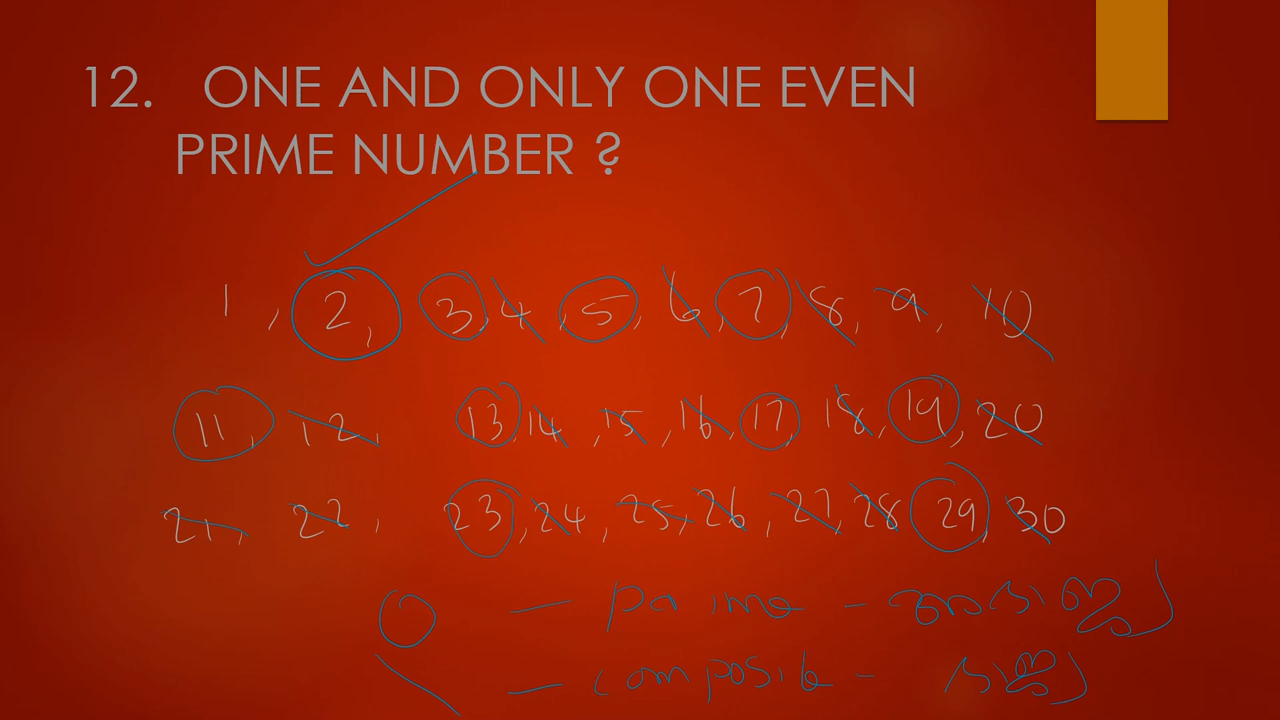 12. ONE AND ONLY ONE EVEN
PRIME NUMBER ?
1, 2, 3, 4, 5, 6, 7, 8, 9, 10
11, 12, 13, 14, 15, 16, 17, 18, 19, 20
21, 22, 23, 24, 25, 26, 27, 28, 29, 30
— prime -
— composite -